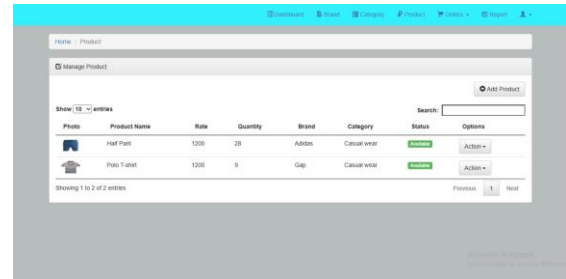 Dashboard Brand Category Product Orders Report
Home / Product
Manage Product
Add Product
Show 10 entries Search:
Photo Product Name Rate Quantity Brand Category Status Options
Half Pant 1200 28 Adidas Casual wear Available Action
Polo T-shirt 1200 9 Gap Casual wear Available Action
Showing 1 to 2 of 2 entries Previous 1 Next